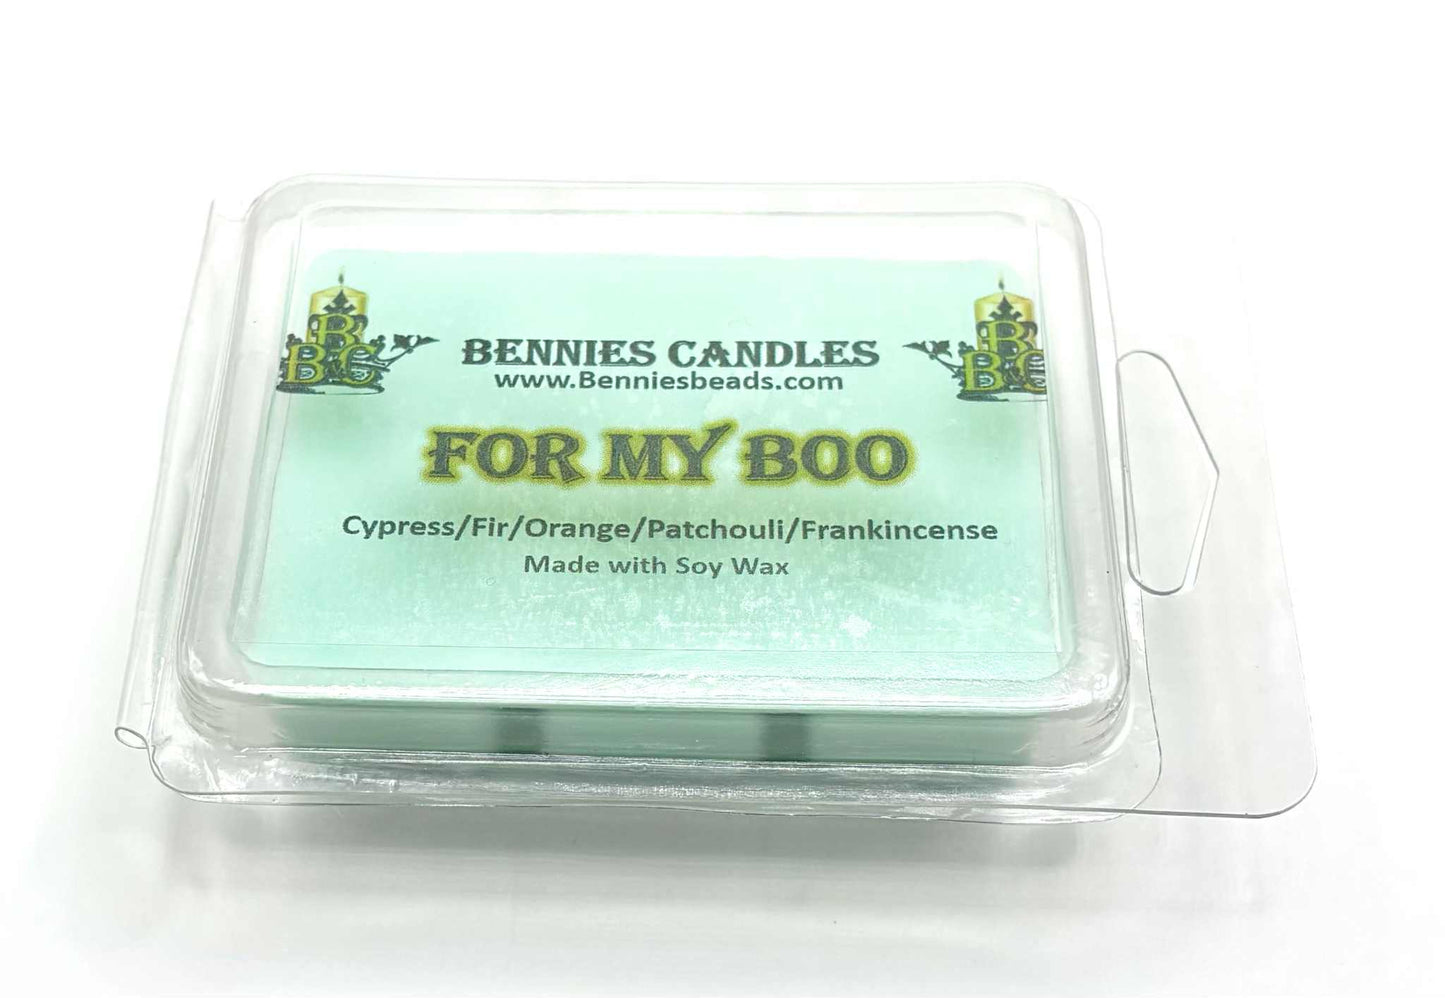 B
B&C
BENNIES CANDLES
www.Benniesbeads.com
B
B&C
FOR MY BOO
Cypress/Fir/Orange/Patchouli/Frankincense
Made with Soy Wax